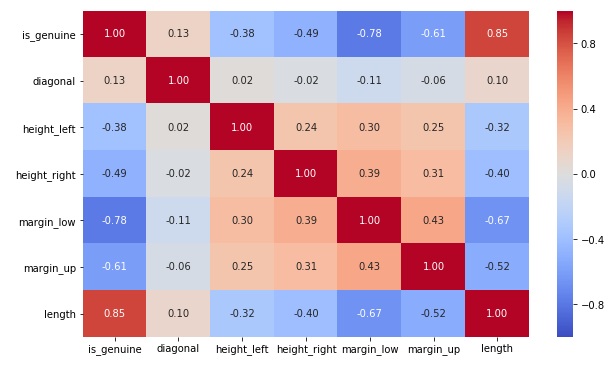 is_genuine 1.00 0.13 -0.38 -0.49 -0.78 -0.61 0.85
diagonal 0.13 1.00 0.02 -0.02 -0.11 -0.06 0.10
height_left -0.38 0.02 1.00 0.24 0.30 0.25 -0.32
height_right -0.49 -0.02 0.24 1.00 0.39 0.31 -0.40
margin_low -0.78 -0.11 0.30 0.39 1.00 0.43 -0.67
margin_up -0.61 -0.06 0.25 0.31 0.43 1.00 -0.52
length 0.85 0.10 -0.32 -0.40 -0.67 -0.52 1.00
is_genuine diagonal height_left height_right margin_low margin_up length
0.8
0.4
0.0
-0.4
-0.8